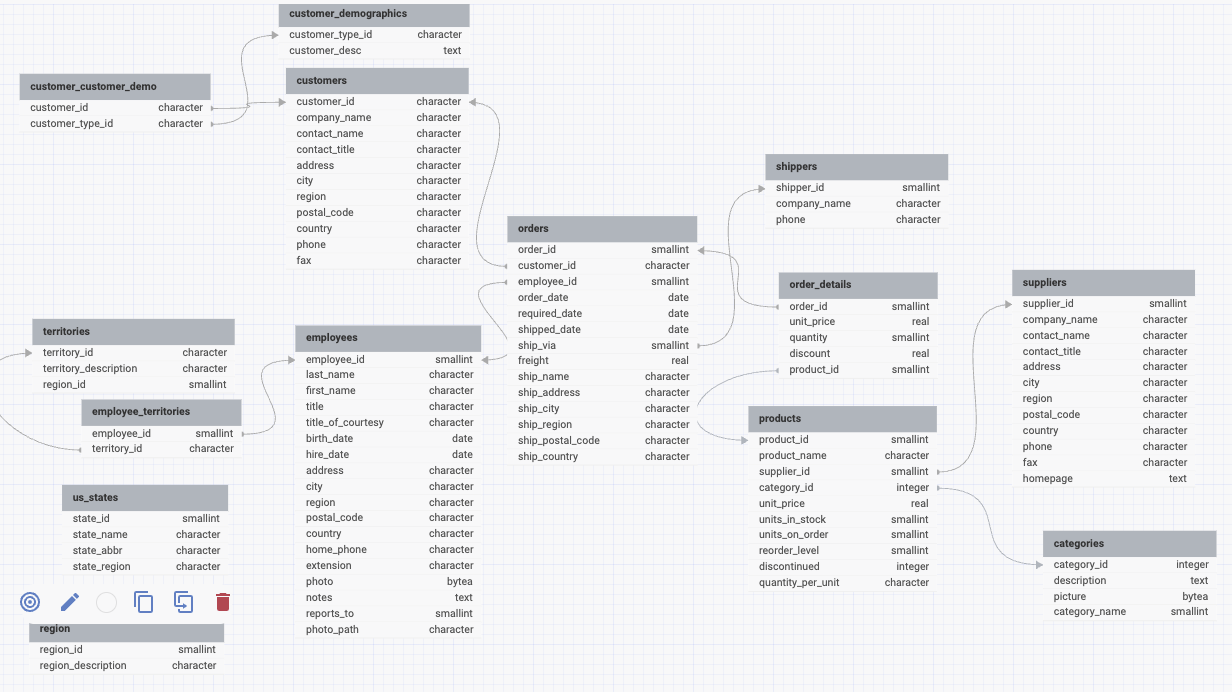 customer_demographics
customer_type_id character
customer_desc text
customer_customer_demo
customer_id character
customer_type_id character
customers
customer_id character
company_name character
contact_name character
contact_title character
address character
city character
region character
postal_code character
country character
phone character
fax character
shippers
shipper_id smallint
company_name character
phone character
orders
order_id smallint
customer_id character
employee_id smallint
order_date date
required_date date
shipped_date date
ship_via smallint
freight real
ship_name character
ship_address character
ship_city character
ship_region character
ship_postal_code character
ship_country character
order_details
order_id smallint
unit_price real
quantity smallint
discount real
product_id smallint
suppliers
supplier_id smallint
company_name character
contact_name character
contact_title character
address character
city character
region character
postal_code character
country character
phone character
fax character
homepage text
territories
territory_id character
territory_description character
region_id smallint
employees
employee_id smallint
last_name character
first_name character
title character
title_of_courtesy character
birth_date date
hire_date date
address character
city character
region character
postal_code character
country character
home_phone character
extension character
photo bytea
notes text
reports_to smallint
photo_path character
employee_territories
employee_id smallint
territory_id character
products
product_id smallint
product_name character
supplier_id smallint
category_id integer
unit_price real
units_in_stock smallint
units_on_order smallint
reorder_level smallint
discontinued integer
quantity_per_unit character
us_states
state_id smallint
state_name character
state_abbr character
state_region character
categories
category_id integer
description text
picture bytea
category_name smallint
region
region_id smallint
region_description character